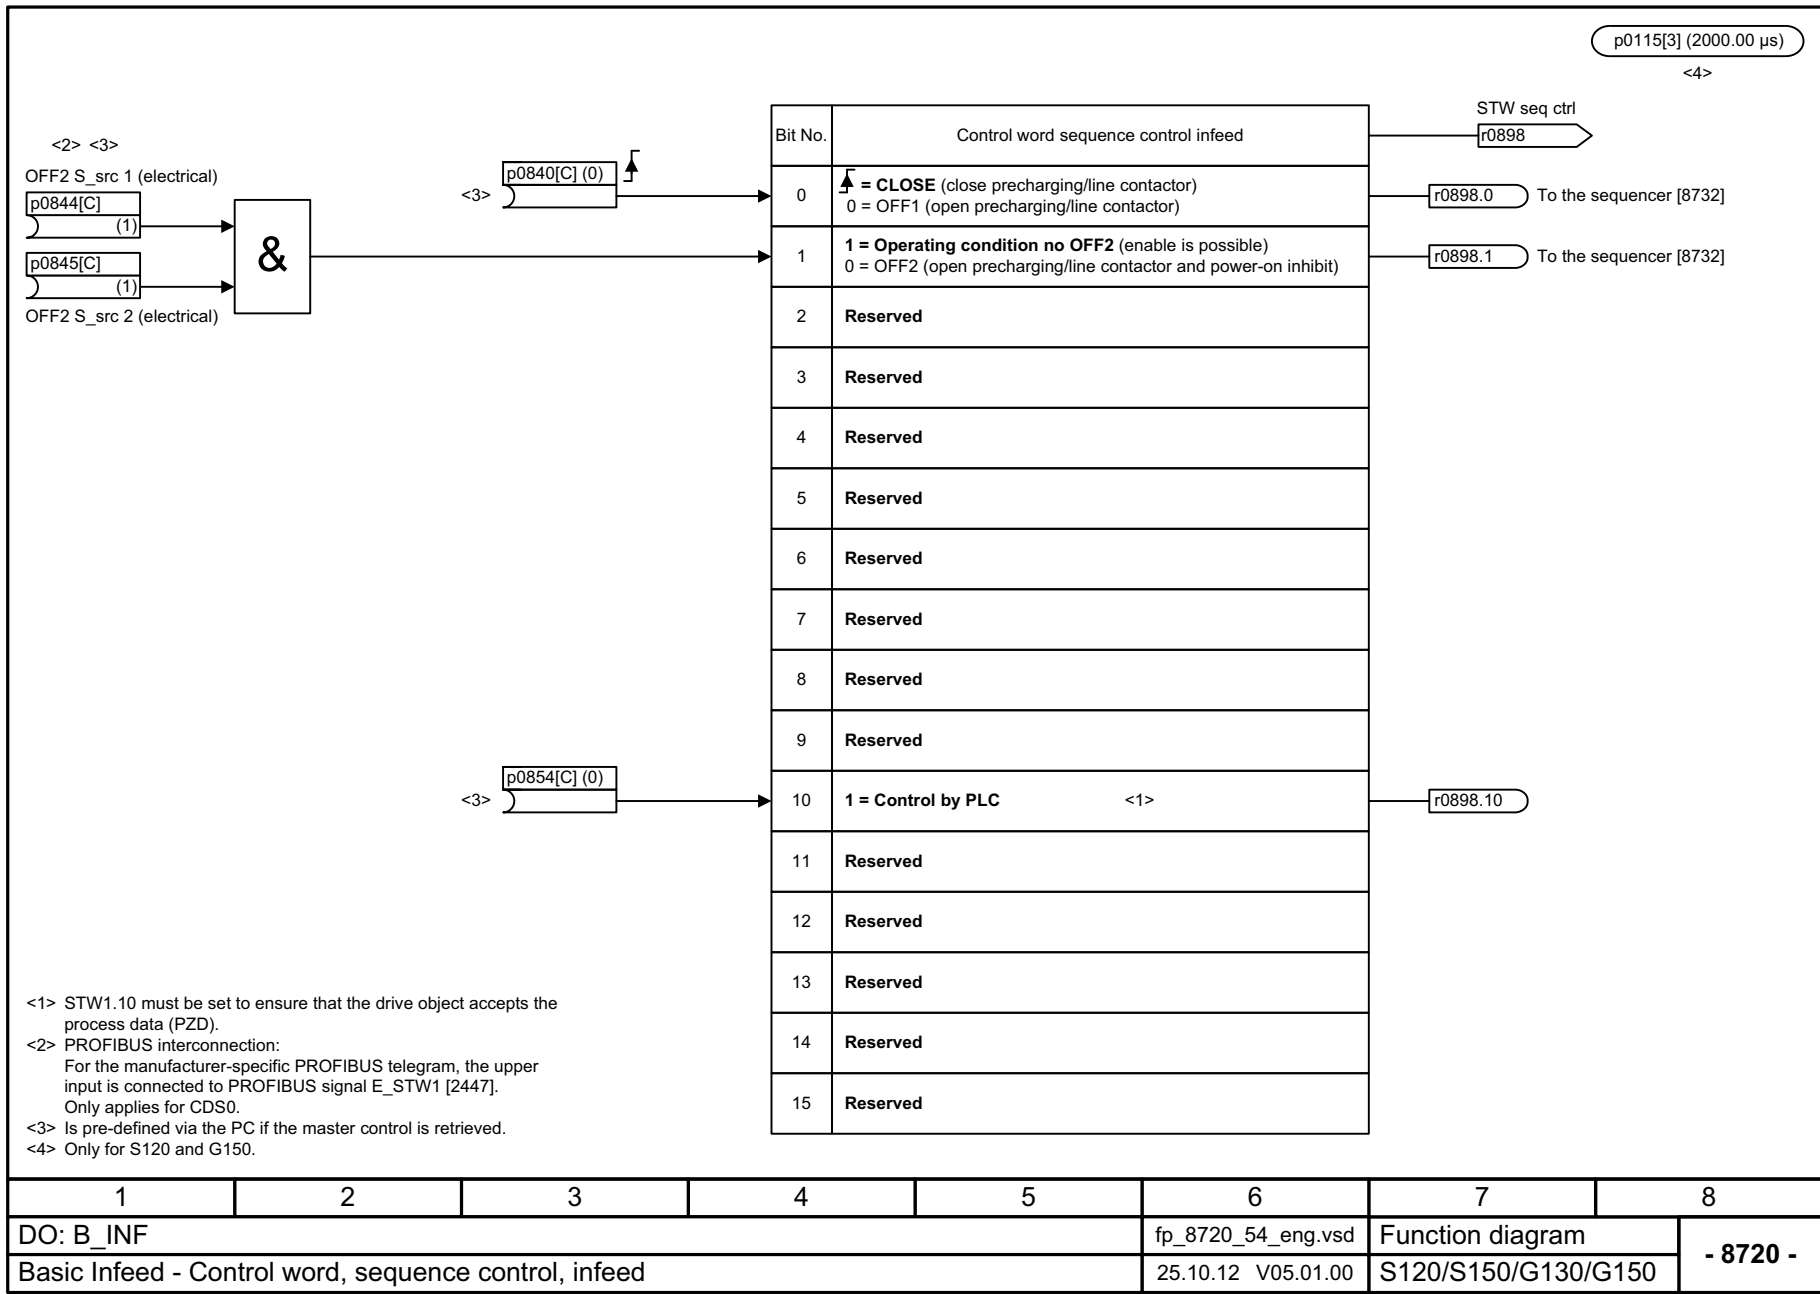 p0115[3] (2000.00 µs)
<4>
STW seq ctrl
r0898
Bit No. Control word sequence control infeed
<2> <3>
OFF2 S_src 1 (electrical)
p0844[C]
(1)
p0845[C]
(1)
OFF2 S_src 2 (electrical)
&
<3> p0840[C] (0)
0 = CLOSE (close precharging/line contactor)
0 = OFF1 (open precharging/line contactor)
r0898.0 To the sequencer [8732]
1 1 = Operating condition no OFF2 (enable is possible)
0 = OFF2 (open precharging/line contactor and power-on inhibit)
r0898.1 To the sequencer [8732]
2 Reserved
3 Reserved
4 Reserved
5 Reserved
6 Reserved
7 Reserved
8 Reserved
9 Reserved
<3> p0854[C] (0)
10 1 = Control by PLC <1>
r0898.10
11 Reserved
12 Reserved
13 Reserved
14 Reserved
15 Reserved
<1> STW1.10 must be set to ensure that the drive object accepts the
process data (PZD).
<2> PROFIBUS interconnection:
For the manufacturer-specific PROFIBUS telegram, the upper
input is connected to PROFIBUS signal E_STW1 [2447].
Only applies for CDS0.
<3> Is pre-defined via the PC if the master control is retrieved.
<4> Only for S120 and G150.
1 2 3 4 5 6 7 8
DO: B_INF fp_8720_54_eng.vsd Function diagram
- 8720 -
Basic Infeed - Control word, sequence control, infeed 25.10.12 V05.01.00 S120/S150/G130/G150